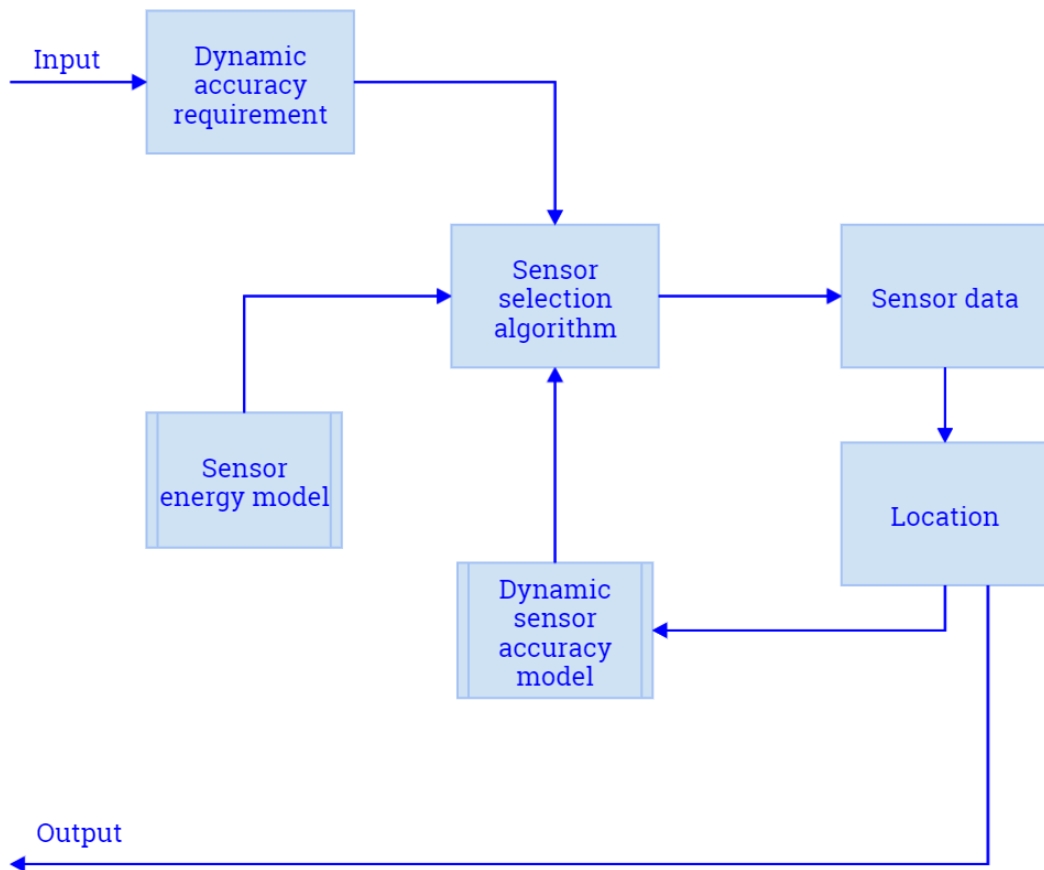 Input
Dynamic
accuracy
requirement
Sensor
selection
algorithm
Sensor data
Sensor
energy model
Location
Dynamic
sensor
accuracy
model
Output